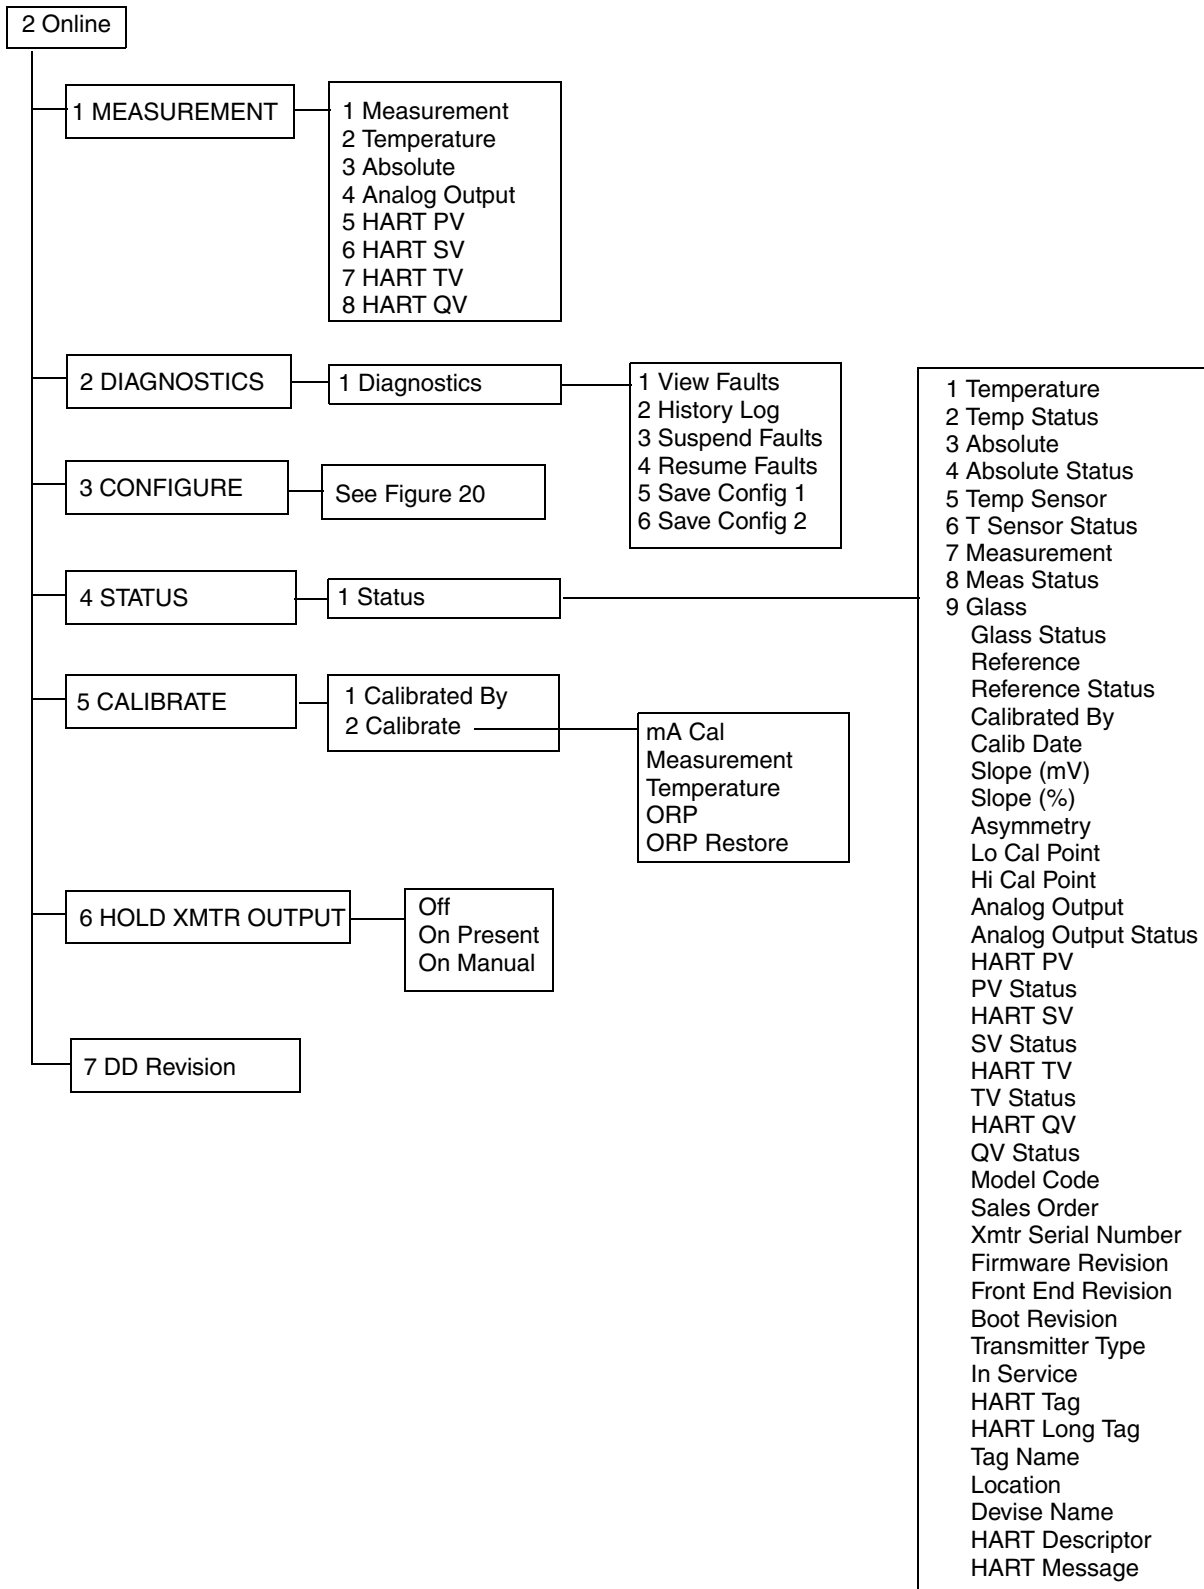 2 Online
1 MEASUREMENT
1 Measurement
2 Temperature
3 Absolute
4 Analog Output
5 HART PV
6 HART SV
7 HART TV
8 HART QV
2 DIAGNOSTICS
1 Diagnostics
1 View Faults
2 History Log
3 Suspend Faults
4 Resume Faults
5 Save Config 1
6 Save Config 2
3 CONFIGURE
See Figure 20
4 STATUS
1 Status
1 Temperature
2 Temp Status
3 Absolute
4 Absolute Status
5 Temp Sensor
6 T Sensor Status
7 Measurement
8 Meas Status
9 Glass
Glass Status
Reference
Reference Status
Calibrated By
Calib Date
Slope (mV)
Slope (%)
Asymmetry
Lo Cal Point
Hi Cal Point
Analog Output
Analog Output Status
HART PV
PV Status
HART SV
SV Status
HART TV
TV Status
HART QV
QV Status
Model Code
Sales Order
Xmtr Serial Number
Firmware Revision
Front End Revision
Boot Revision
Transmitter Type
In Service
HART Tag
HART Long Tag
Tag Name
Location
Devise Name
HART Descriptor
HART Message
5 CALIBRATE
1 Calibrated By
2 Calibrate
mA Cal
Measurement
Temperature
ORP
ORP Restore
6 HOLD XMTR OUTPUT
Off
On Present
On Manual
7 DD Revision